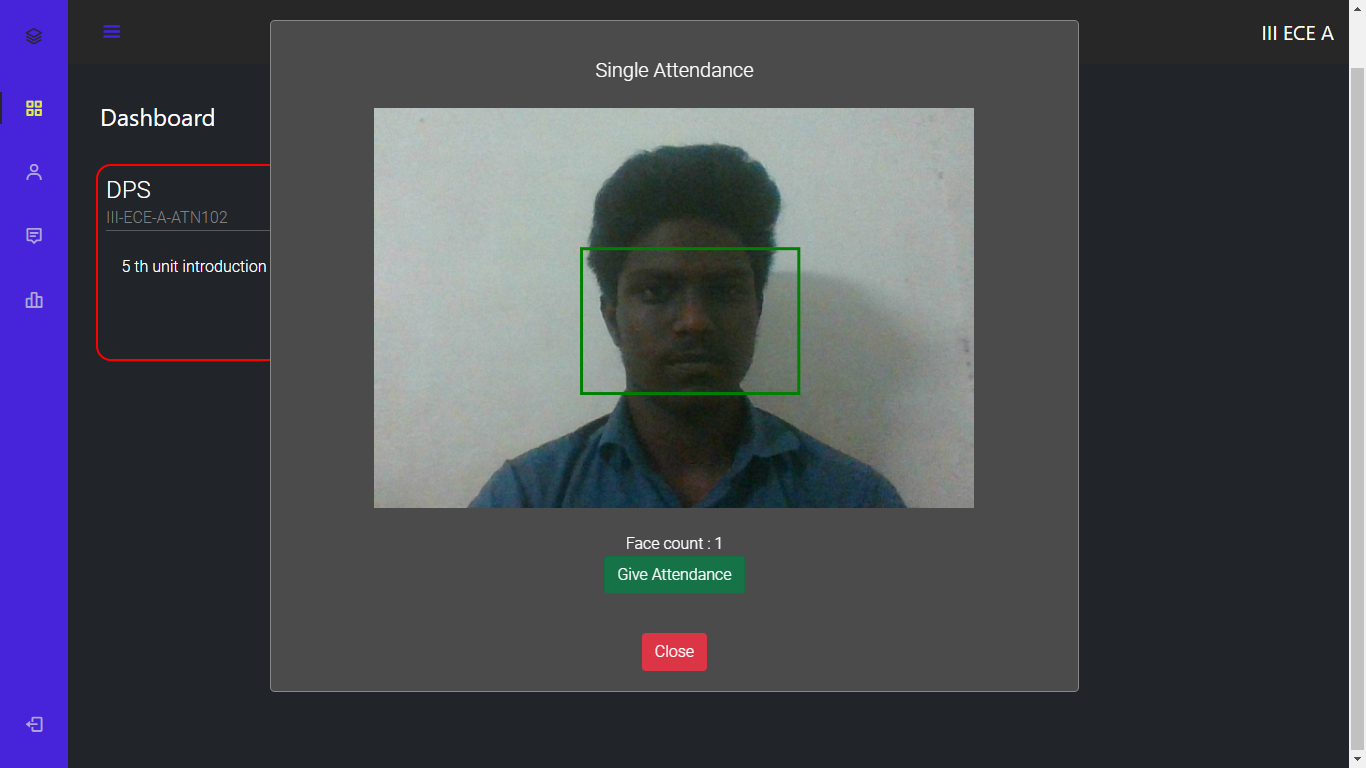 III ECE A
Dashboard
DPS
III-ECE-A-ATN102
5 th unit introduction
Single Attendance
Face count : 1
Give Attendance
Close